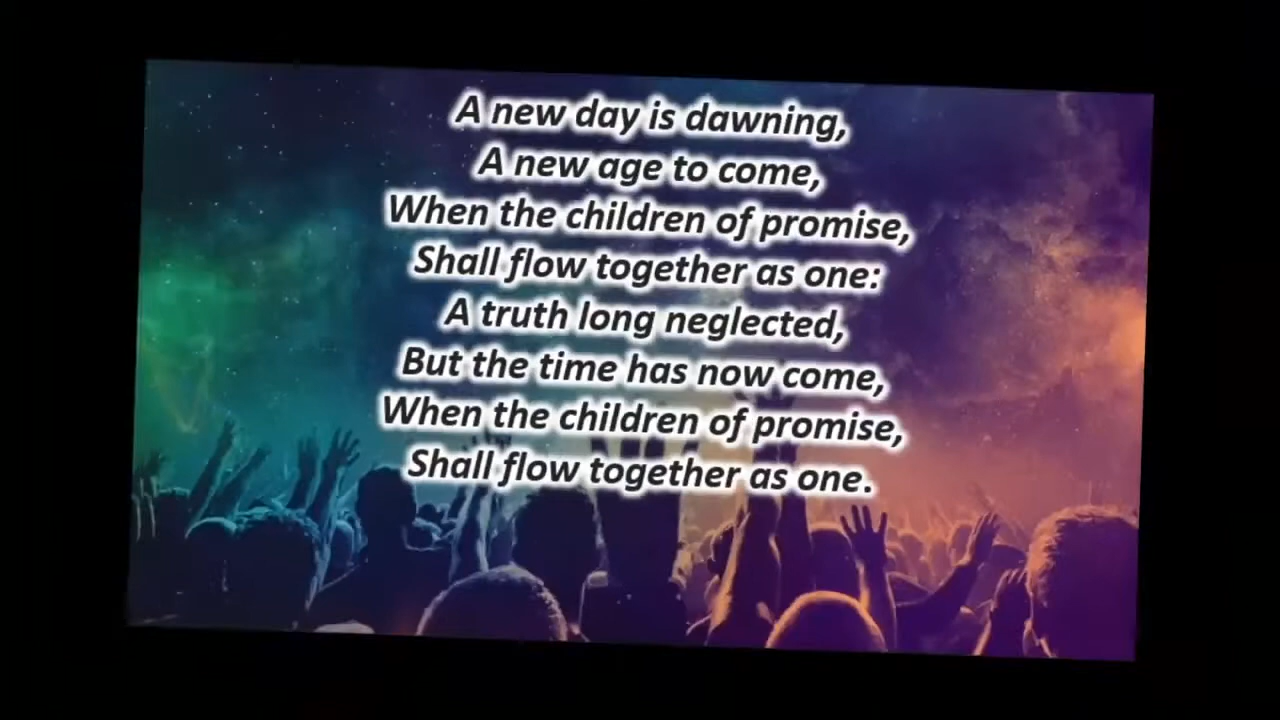 A new day is dawning,
A new age to come,
When the children of promise,
Shall flow together as one:
A truth long neglected,
But the time has now come,
When the children of promise,
Shall flow together as one.